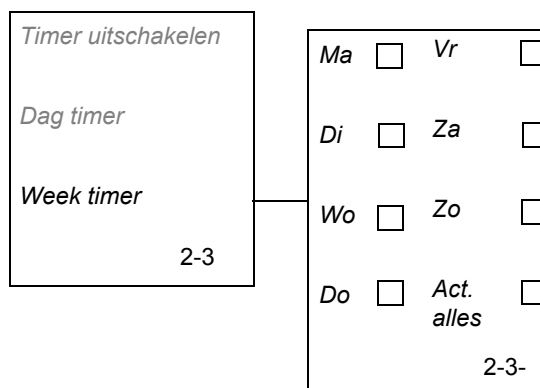 Timer uitschakelen
Dag timer
Week timer
2-3
Ma
Vr
Di
Za
Wo
Zo
Do
Act.
alles
2-3-